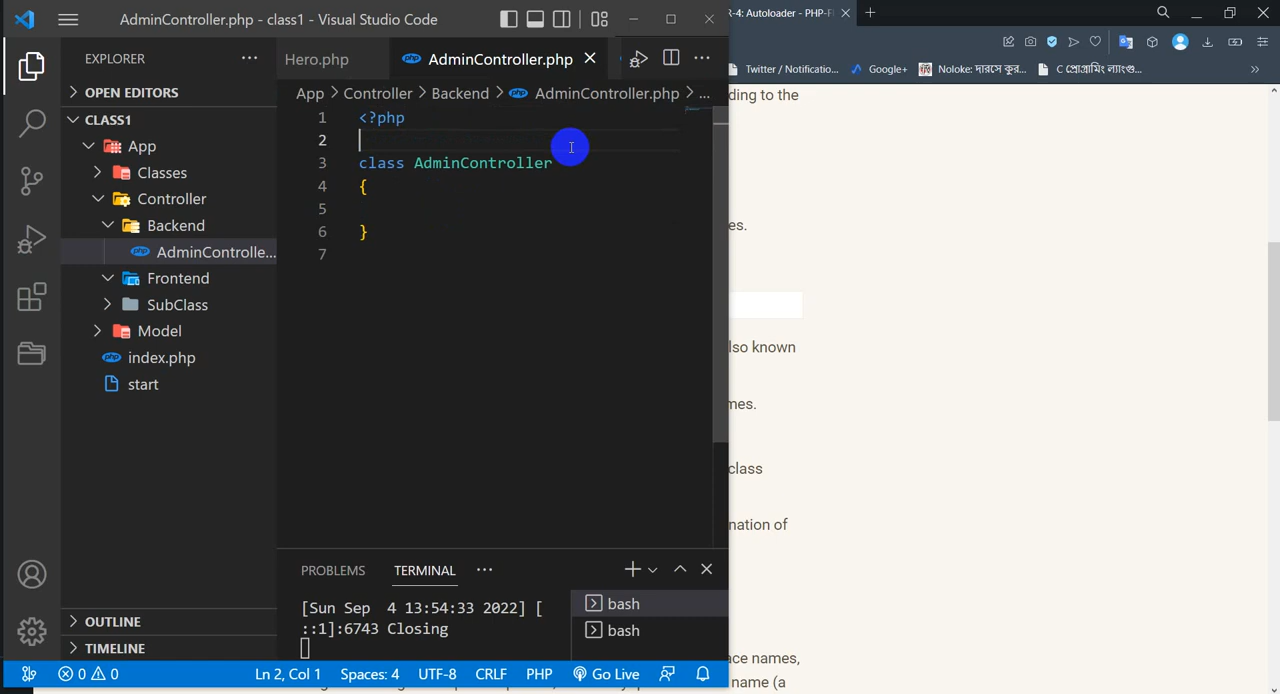 AdminController.php - class1 - Visual Studio Code
R-4: Autoloader - PHP-F
EXPLORER
OPEN EDITORS
CLASS1
App
Classes
Controller
Backend
AdminControlle...
Frontend
SubClass
Model
index.php
start
OUTLINE
TIMELINE
Hero.php
AdminController.php
App > Controller > Backend > AdminController.php > ...
1 <?php
2
3 class AdminController
4 {
5
6 }
7
PROBLEMS TERMINAL
[Sun Sep 4 13:54:33 2022] [
::1]:6743 Closing
bash
bash
0 0 Ln 2, Col 1 Spaces: 4 UTF-8 CRLF PHP Go Live
Twitter / Notificatio... Google+ Noloke: দারসে কুর... C প্রোগ্রামিং ল্যাংগু...
ding to the
es.
lso known
mes.
class
nation of
ace names,
name (a